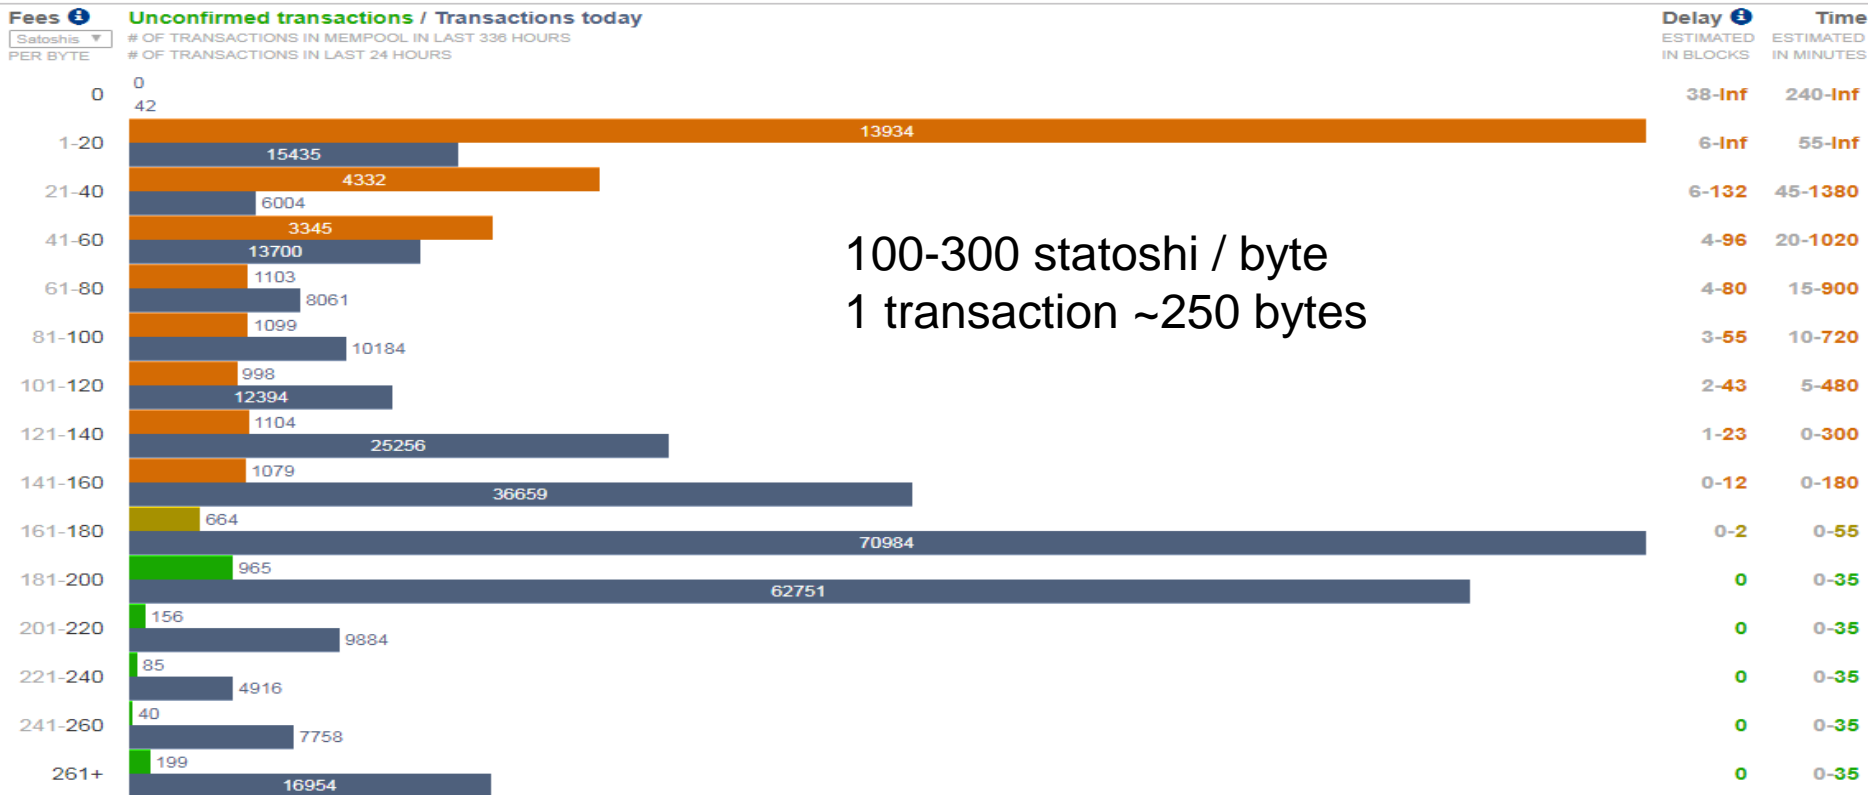 Fees i Unconfirmed transactions / Transactions today Delay i Time
Satoshis ▼ # OF TRANSACTIONS IN MEMPOOL IN LAST 336 HOURS ESTIMATED ESTIMATED
PER BYTE # OF TRANSACTIONS IN LAST 24 HOURS IN BLOCKS IN MINUTES
0
0 38-Inf 240-Inf
42
13934
1-20 6-Inf 55-Inf
15435
4332
21-40 6-132 45-1380
6004
3345
41-60 4-96 20-1020
13700
1103
61-80 4-80 15-900
8061
1099
81-100 3-55 10-720
10184
998
101-120 2-43 5-480
12394
1104
121-140 1-23 0-300
25256
1079
141-160 0-12 0-180
36659
664
161-180 0-2 0-55
70984
965
181-200 0 0-35
62751
156
201-220 0 0-35
9884
85
221-240 0 0-35
4916
40
241-260 0 0-35
7758
199
261+ 0 0-35
16954
100-300 statoshi / byte
1 transaction ~250 bytes